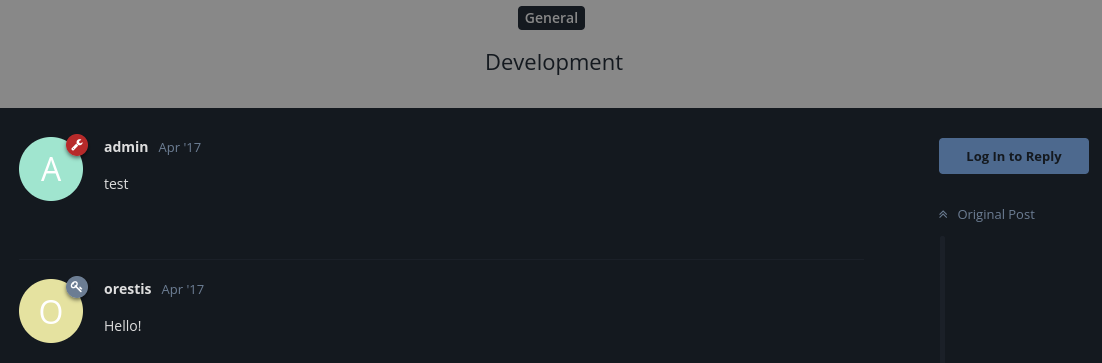 General
Development
A
admin Apr '17
Log In to Reply
test
Original Post
O
orestis Apr '17
Hello!